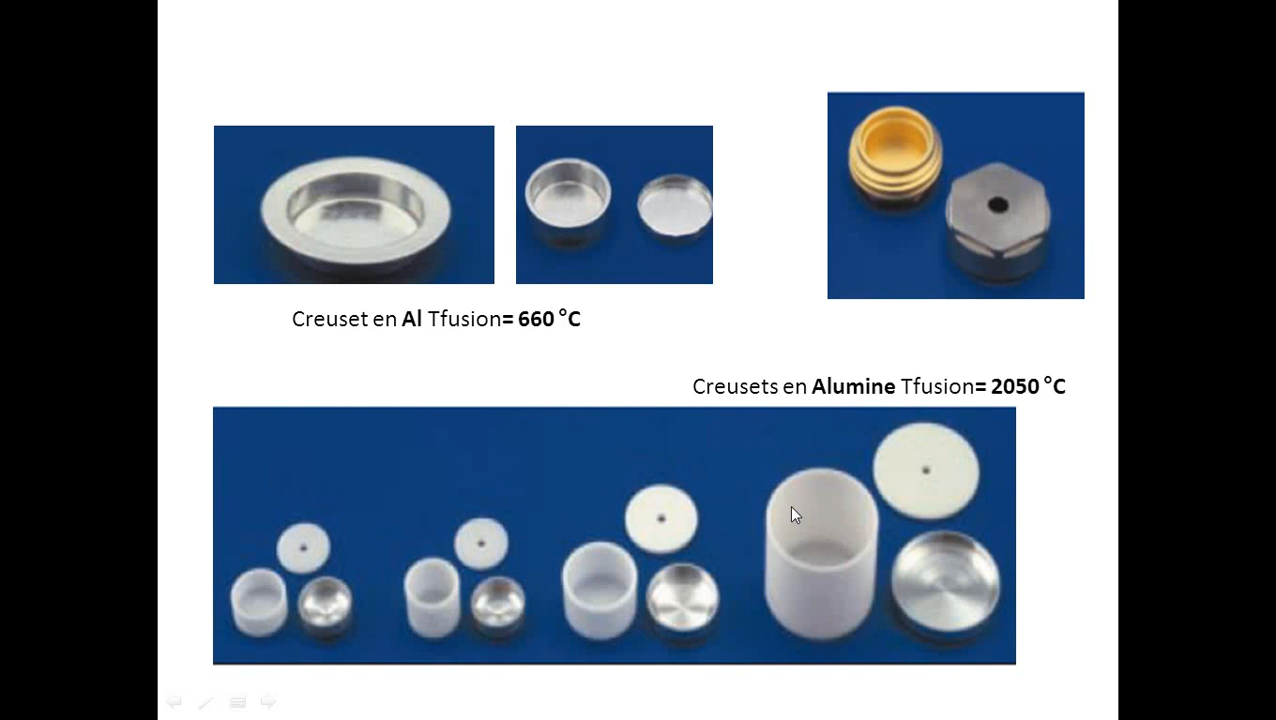 Creuset en Al Tfusion= 660 °C
Creusets en Alumine Tfusion= 2050 °C